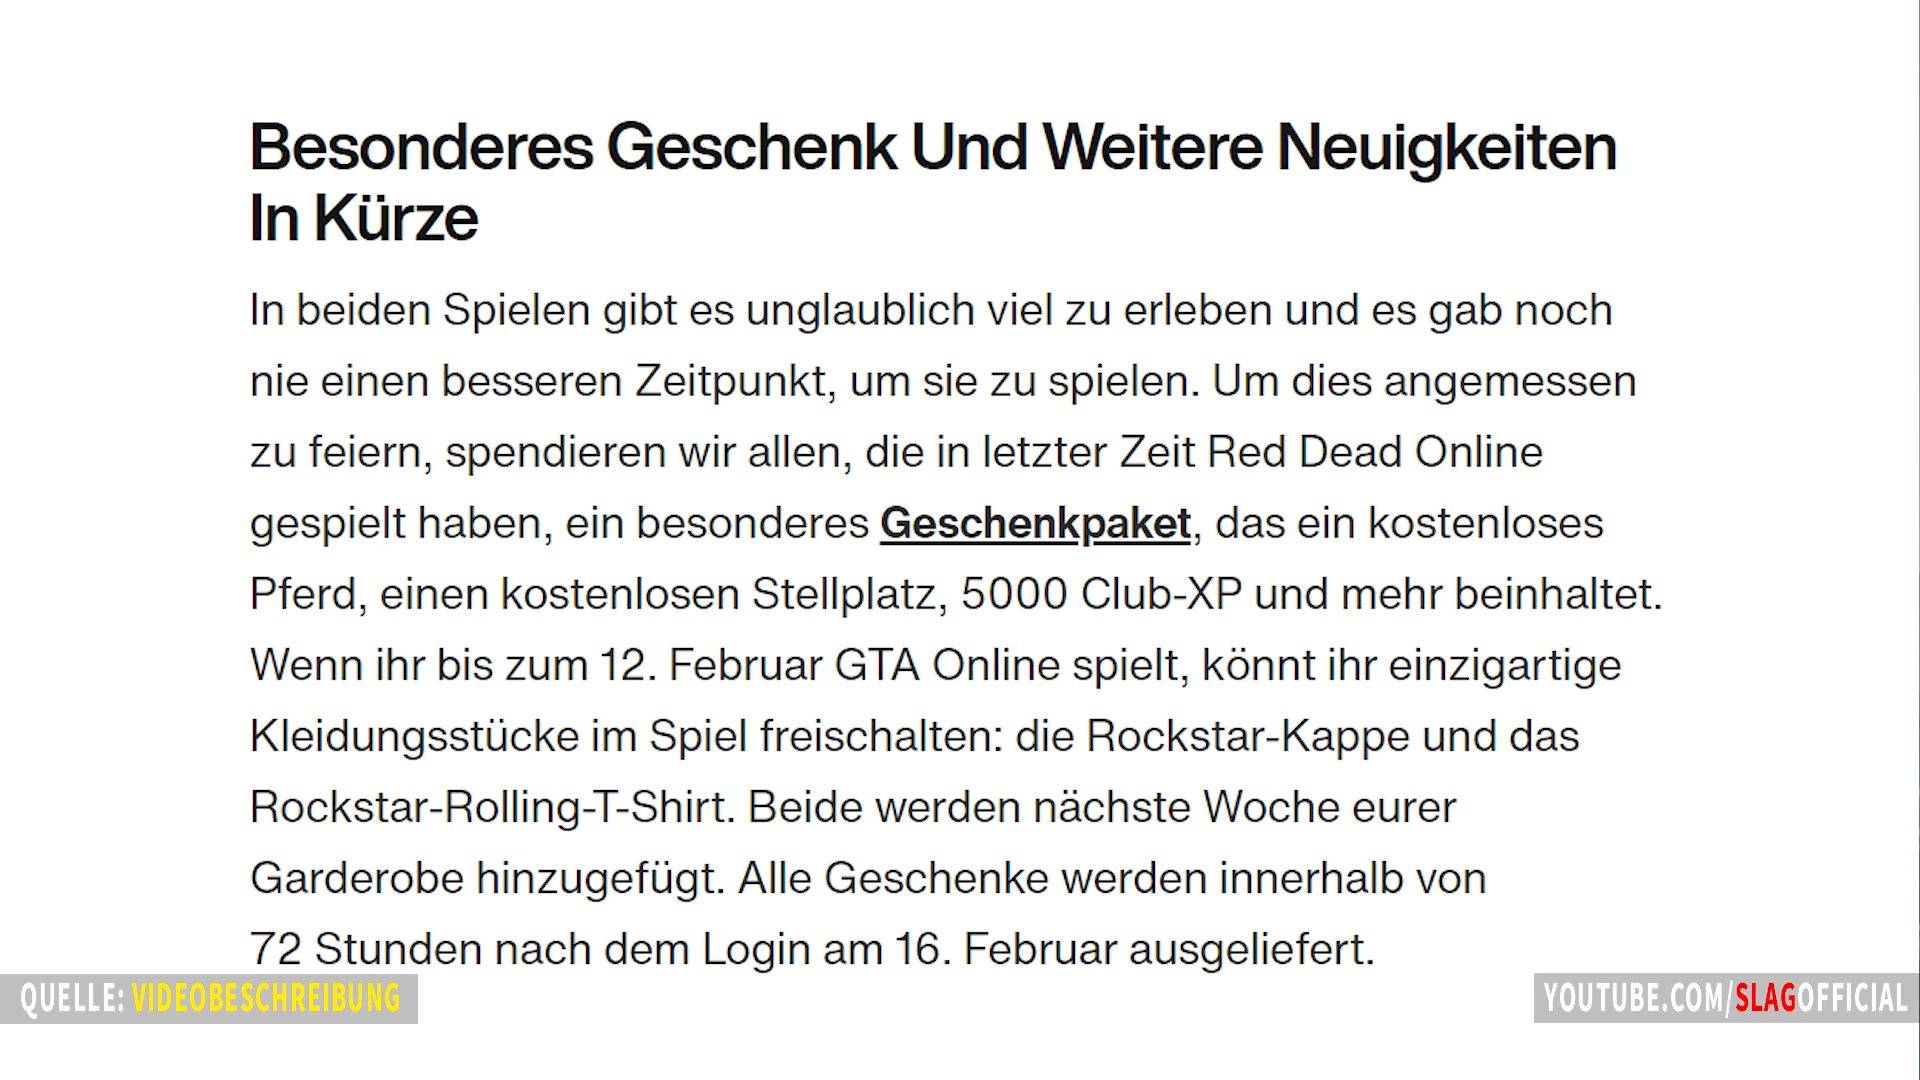 Besonderes Geschenk Und Weitere Neuigkeiten
In Kürze
In beiden Spielen gibt es unglaublich viel zu erleben und es gab noch
nie einen besseren Zeitpunkt, um sie zu spielen. Um dies angemessen
zu feiern, spendieren wir allen, die in letzter Zeit Red Dead Online
gespielt haben, ein besonderes Geschenkpaket, das ein kostenloses
Pferd, einen kostenlosen Stellplatz, 5000 Club-XP und mehr beinhaltet.
Wenn ihr bis zum 12. Februar GTA Online spielt, könnt ihr einzigartige
Kleidungsstücke im Spiel freischalten: die Rockstar-Kappe und das
Rockstar-Rolling-T-Shirt. Beide werden nächste Woche eurer
Garderobe hinzugefügt. Alle Geschenke werden innerhalb von
72 Stunden nach dem Login am 16. Februar ausgeliefert.
QUELLE: VIDEOBESCHREIBUNG
YOUTUBE.COM/SLAGOFFICIAL